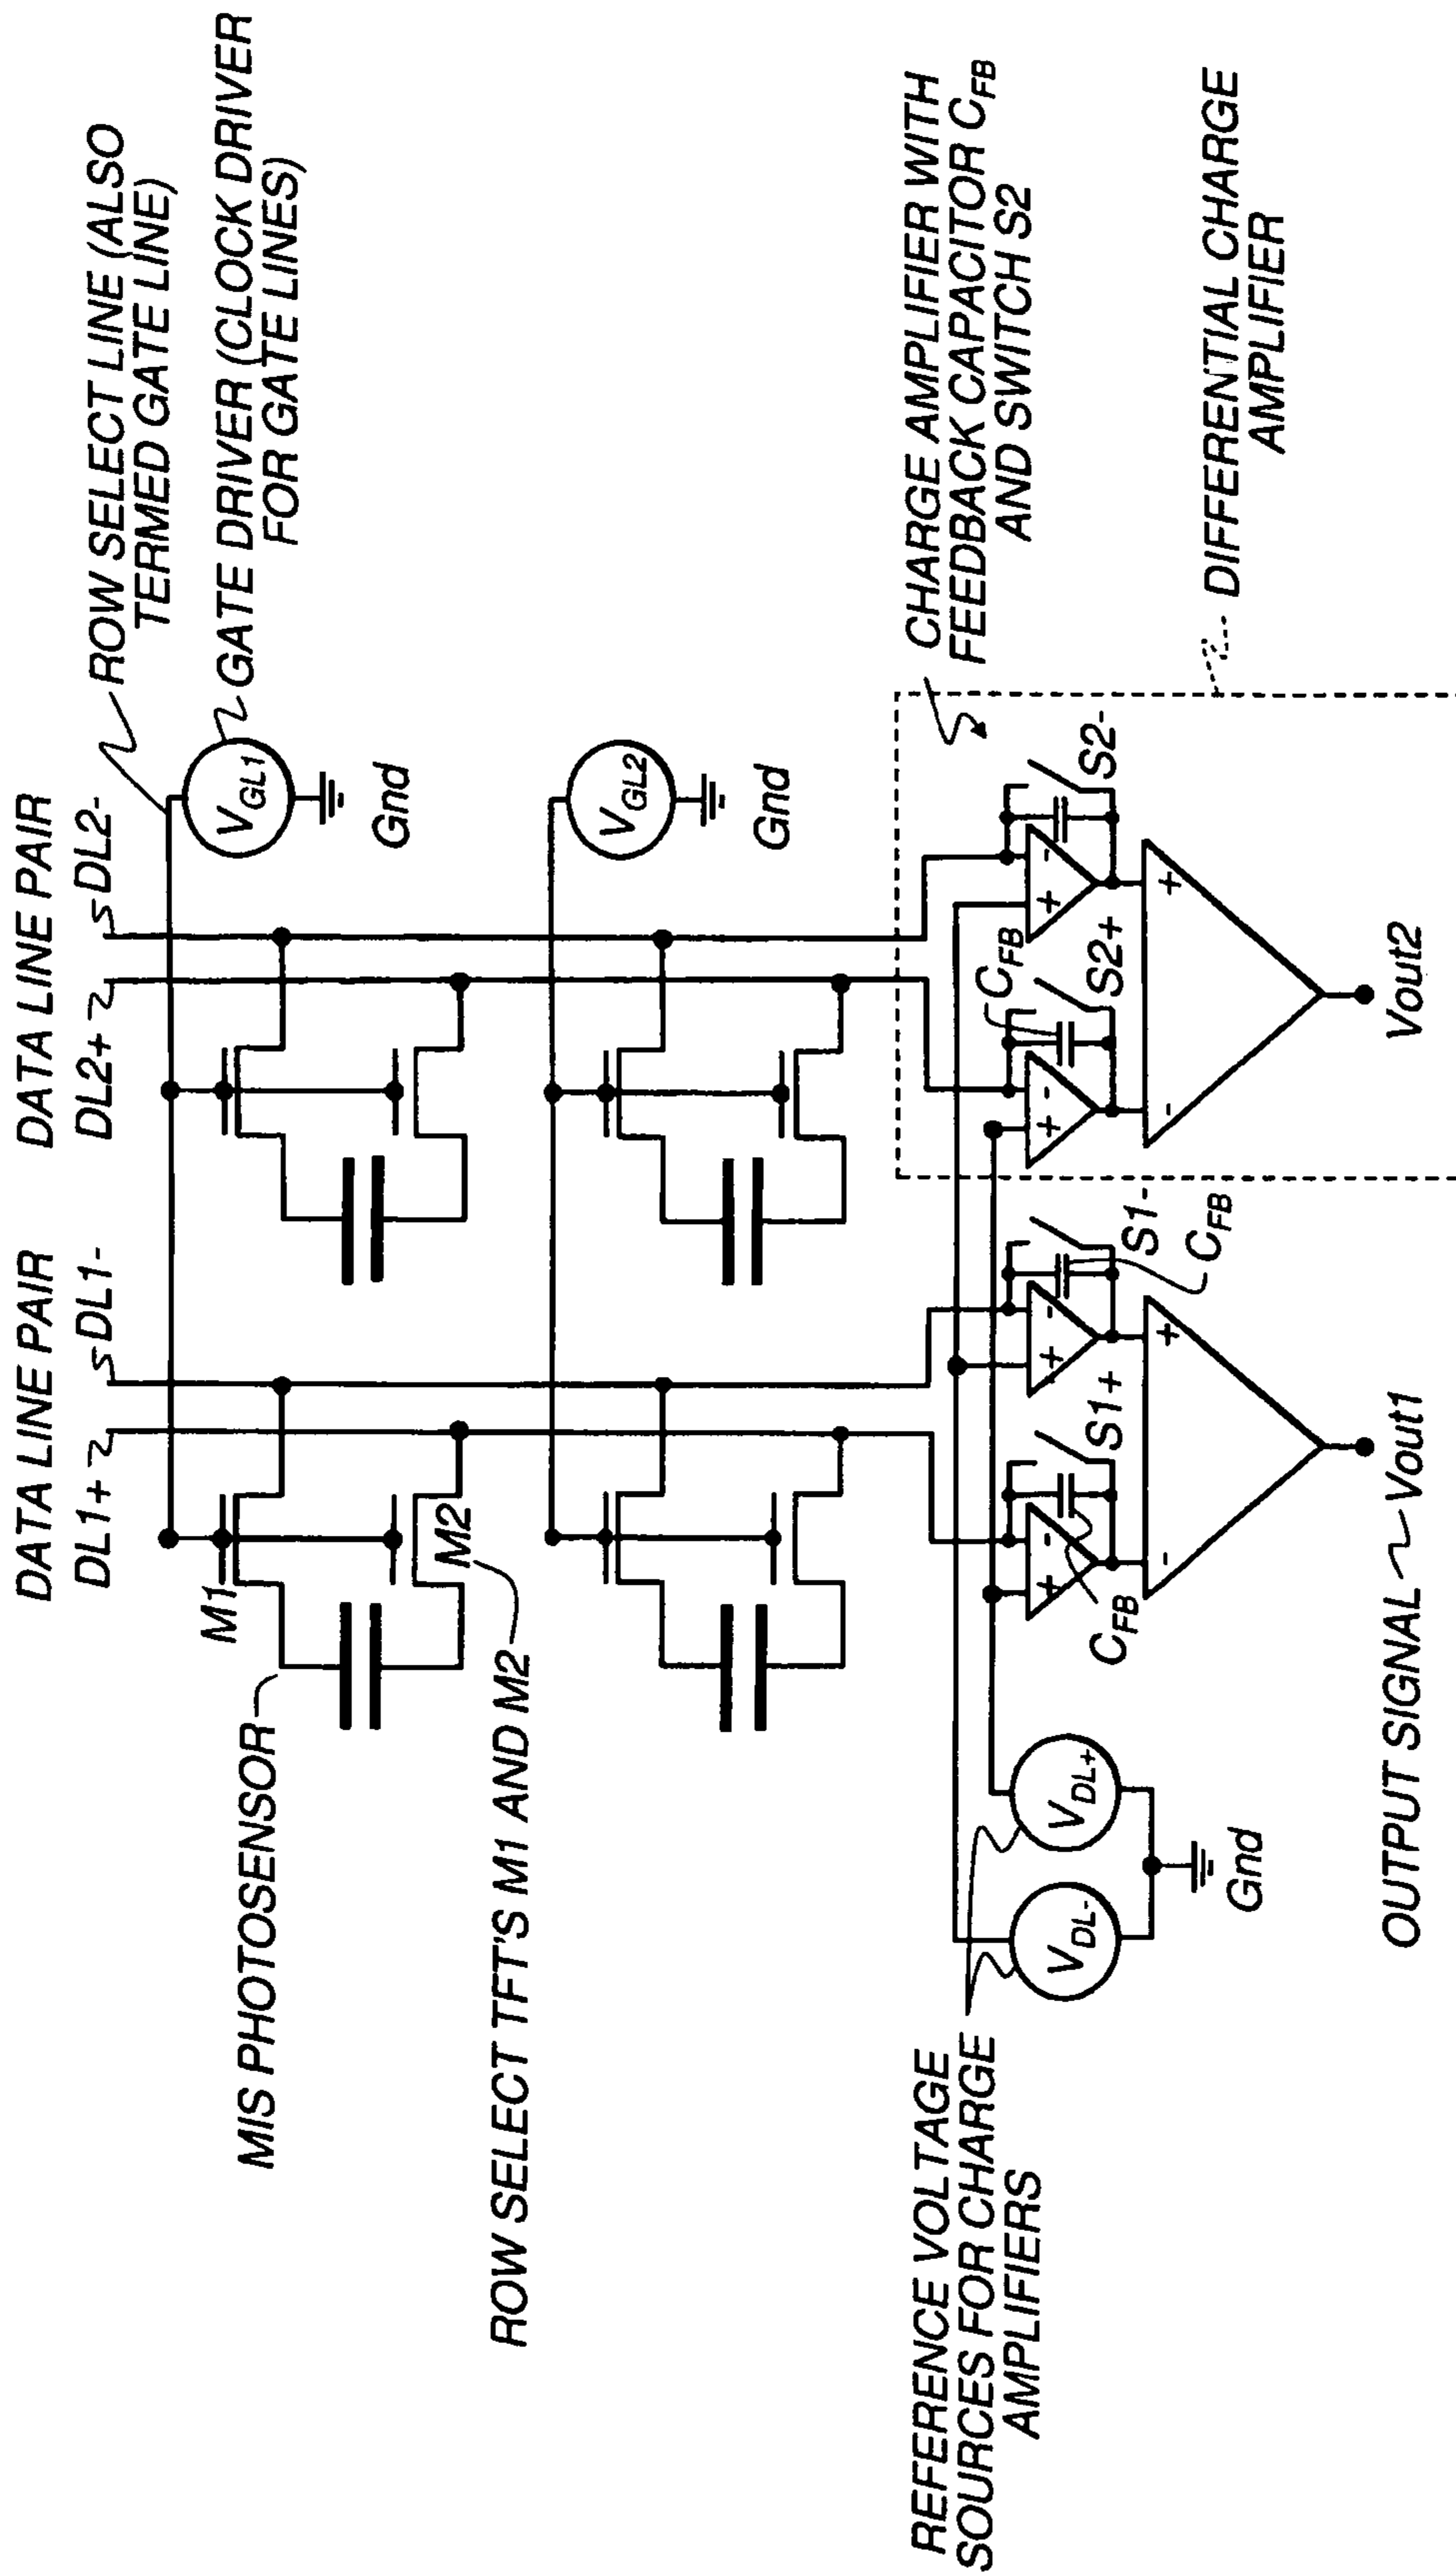 DATA LINE PAIR
DATA LINE PAIR
DL1+
DL1-
DL2+
DL2-
ROW SELECT LINE (ALSO
TERMED GATE LINE)
MIS PHOTOSENSOR
M1
VGL1
GATE DRIVER (CLOCK DRIVER
FOR GATE LINES)
Gnd
M2
ROW SELECT TFT'S M1 AND M2
VGL2
Gnd
REFERENCE VOLTAGE
SOURCES FOR CHARGE
AMPLIFIERS
CHARGE AMPLIFIER WITH
FEEDBACK CAPACITOR CFB
AND SWITCH S2
VDL-
VDL+
Gnd
+
-
+
-
+
-
+
-
CFB
CFB
CFB
S1+
S1-
S2+
S2-
-
+
-
+
DIFFERENTIAL CHARGE
AMPLIFIER
OUTPUT SIGNAL
Vout1
Vout2